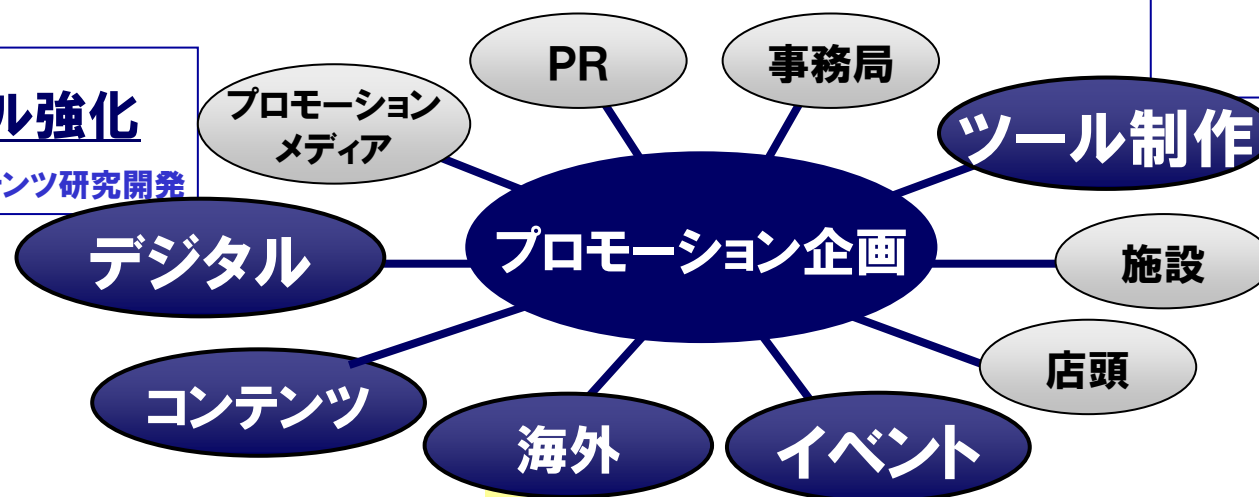 PR
事務局
プロモーション
メディア
ル強化
ツール制作
ンツ研究開発
デジタル
プロモーション企画
施設
店頭
コンテンツ
海外
イベント